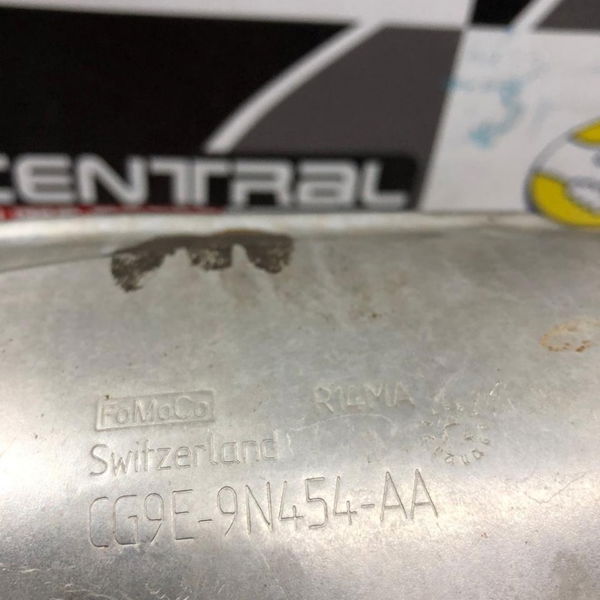 CENTRAL
FoMoCo
R14MA
Switzerland
CG9E-9N454-AA